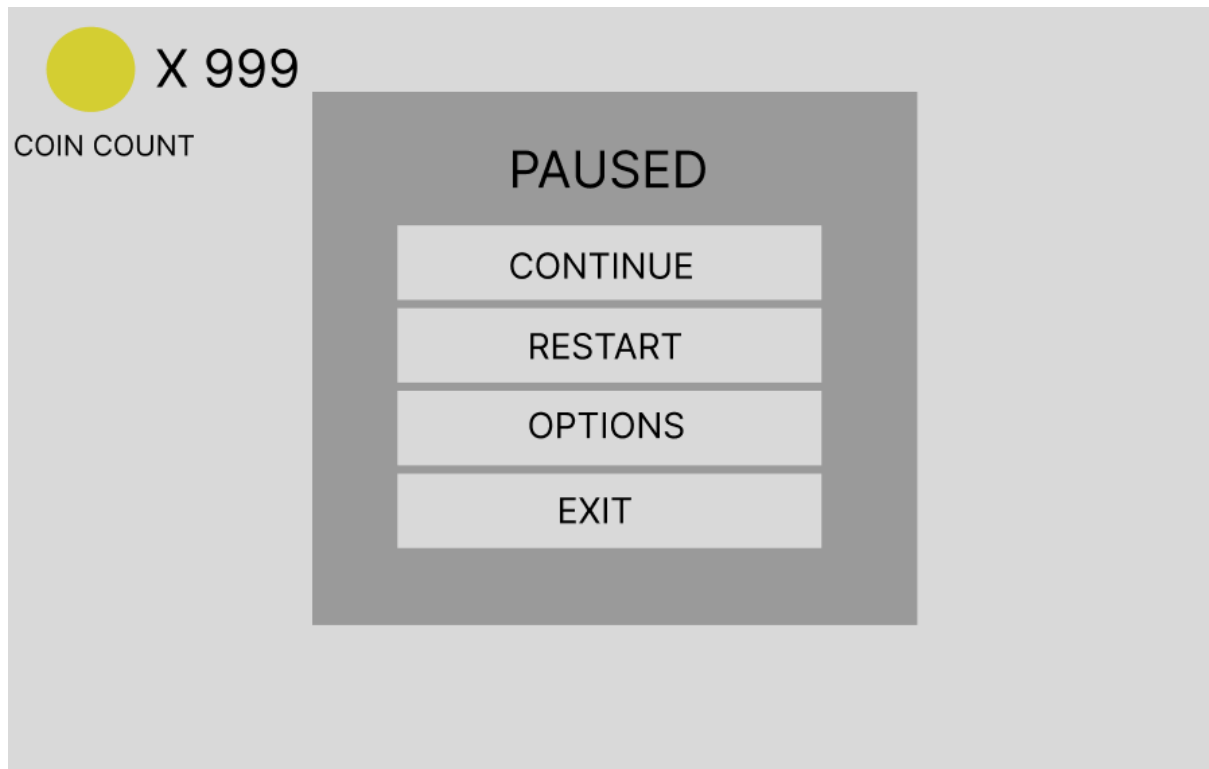 X 999
COIN COUNT
PAUSED
CONTINUE
RESTART
OPTIONS
EXIT